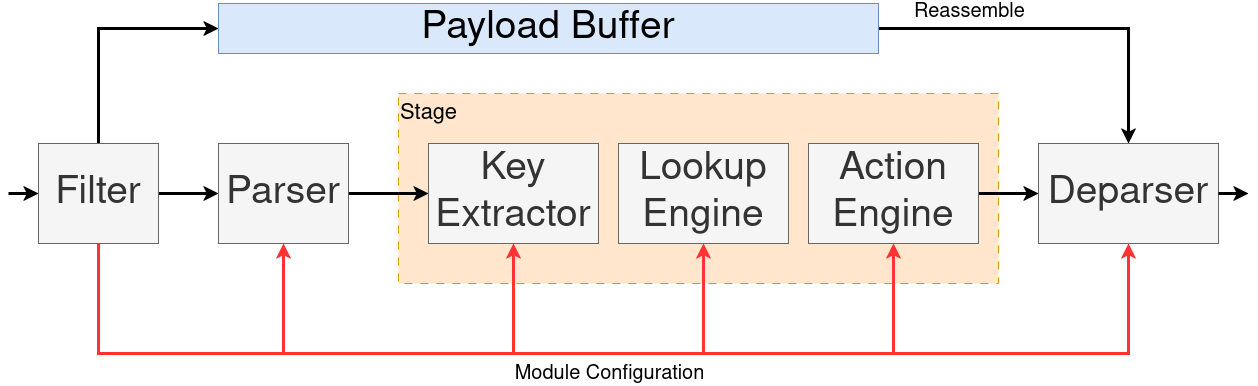 Payload Buffer
Reassemble
Stage
Filter
Parser
Key
Extractor
Lookup
Engine
Action
Engine
Deparser
Module Configuration